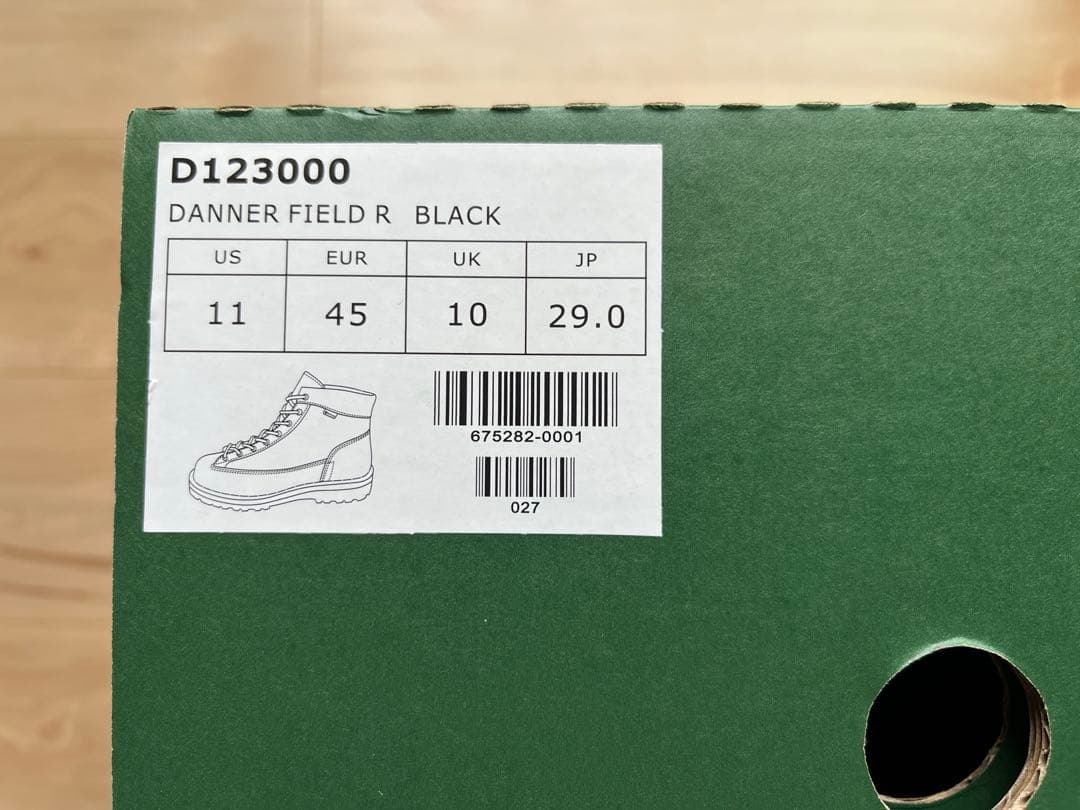 D123000
DANNER FIELD R BLACK
US EUR UK JP
11 45 10 29.0
675282-0001
027